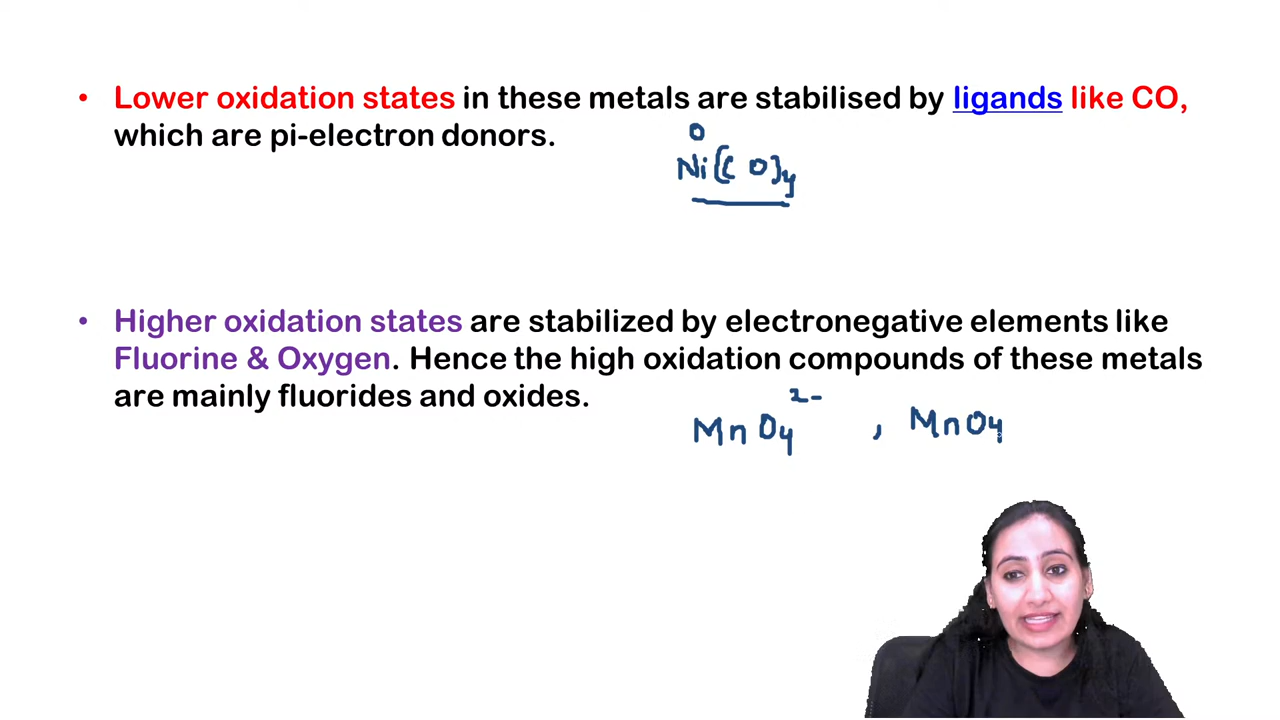 • Lower oxidation states in these metals are stabilised by ligands like CO,
which are pi-electron donors.
0
Ni(CO)4
• Higher oxidation states are stabilized by electronegative elements like
Fluorine & Oxygen. Hence the high oxidation compounds of these metals
are mainly fluorides and oxides.
MnO4 2- , MnO4